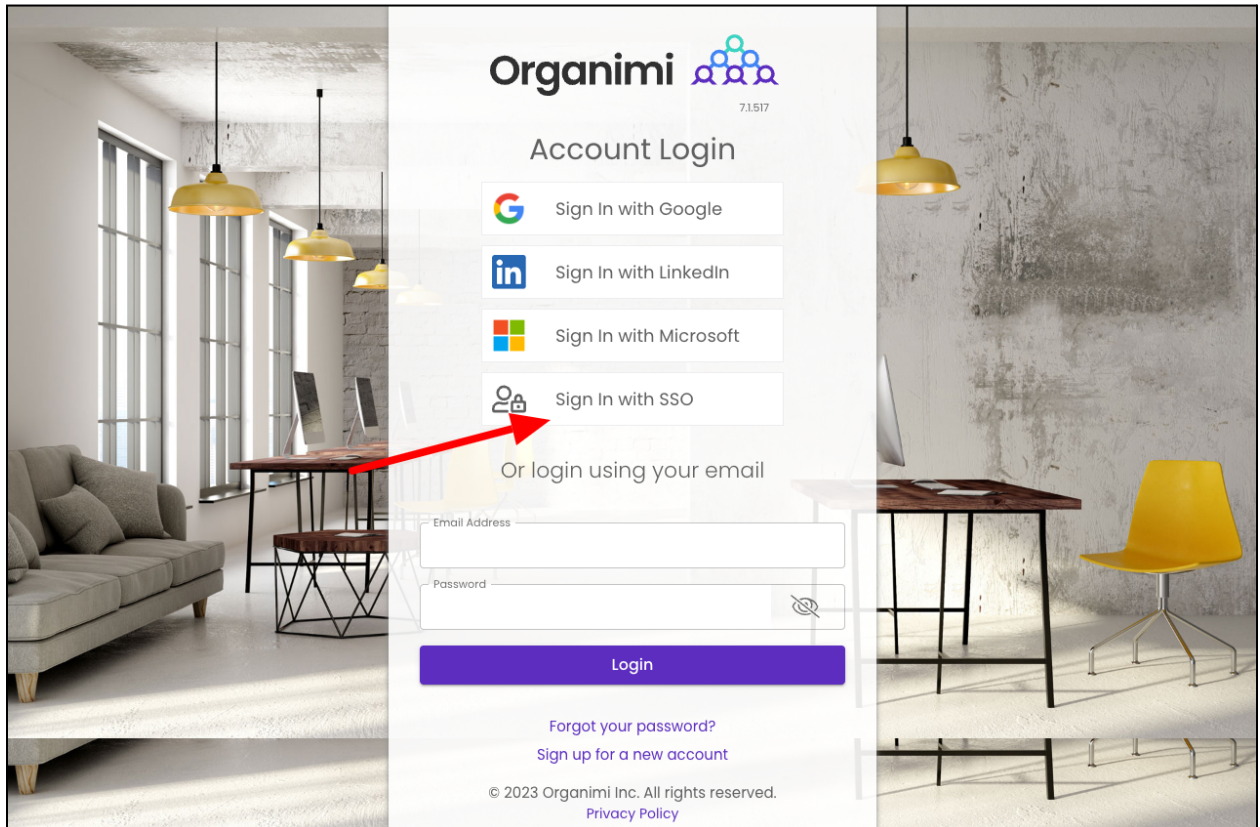 Organimi
7.1.517
Account Login
Sign In with Google
in Sign In with LinkedIn
Sign In with Microsoft
Sign In with SSO
Or login using your email
Email Address
Password
Login
Forgot your password?
Sign up for a new account
© 2023 Organimi Inc. All rights reserved.
Privacy Policy